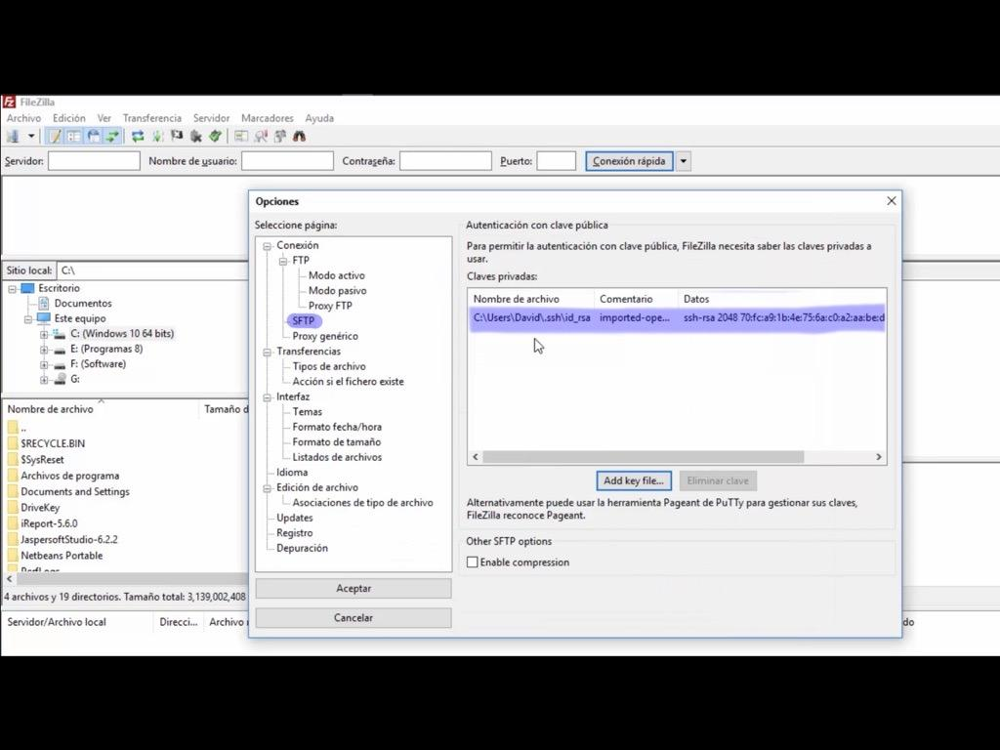 FileZilla
Archivo Edición Ver Transferencia Servidor Marcadores Ayuda
Servidor: Nombre de usuario: Contraseña: Puerto: Conexión rápida
Opciones
Seleccione página:
Conexión
FTP
Modo activo
Modo pasivo
Proxy FTP
SFTP
Proxy genérico
Transferencias
Tipos de archivo
Acción si el fichero existe
Interfaz
Temas
Formato fecha/hora
Formato de tamaño
Listados de archivos
Idioma
Edición de archivo
Asociaciones de tipo de archivo
Updates
Registro
Depuración
Aceptar
Cancelar
Autenticación con clave pública
Para permitir la autenticación con clave pública, FileZilla necesita saber las claves privadas a
usar.
Claves privadas:
Nombre de archivo Comentario Datos
C:\Users\David\.ssh\id_rsa imported-ope... ssh-rsa 2048 70:fc:a9:1b:4e:75:6a:c0:a2:aa:be:d
Add key file... Eliminar clave
Alternativamente puede usar la herramienta Pageant de PuTTy para gestionar sus claves,
FileZilla reconoce Pageant.
Other SFTP options
Enable compression
Sitio local: C:\
Escritorio
Documentos
Este equipo
C: (Windows 10 64 bits)
E: (Programas 8)
F: (Software)
G:
Nombre de archivo Tamaño d
..
$RECYCLE.BIN
$SysReset
Archivos de programa
Documents and Settings
DriveKey
iReport-5.6.0
JaspersoftStudio-6.2.2
Netbeans Portable
4 archivos y 19 directorios. Tamaño total: 3,139,002,408
Servidor/Archivo local Direcci... Archivo do